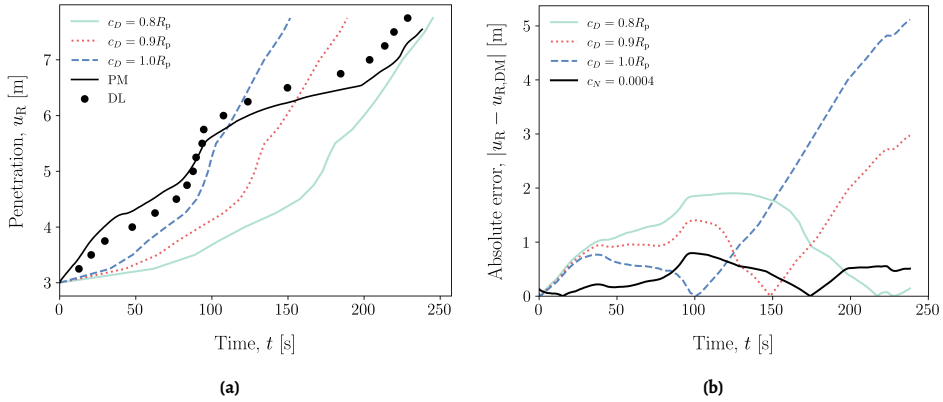 c_D = 0.8R_p
c_D = 0.9R_p
c_D = 1.0R_p
PM
DL
Penetration, u_R [m]
7
6
5
4
3
0
50
100
150
200
250
Time, t [s]
(a)
c_D = 0.8R_p
c_D = 0.9R_p
c_D = 1.0R_p
c_N = 0.0004
Absolute error, |u_R − u_R,DM| [m]
5
4
3
2
1
0
0
50
100
150
200
250
Time, t [s]
(b)